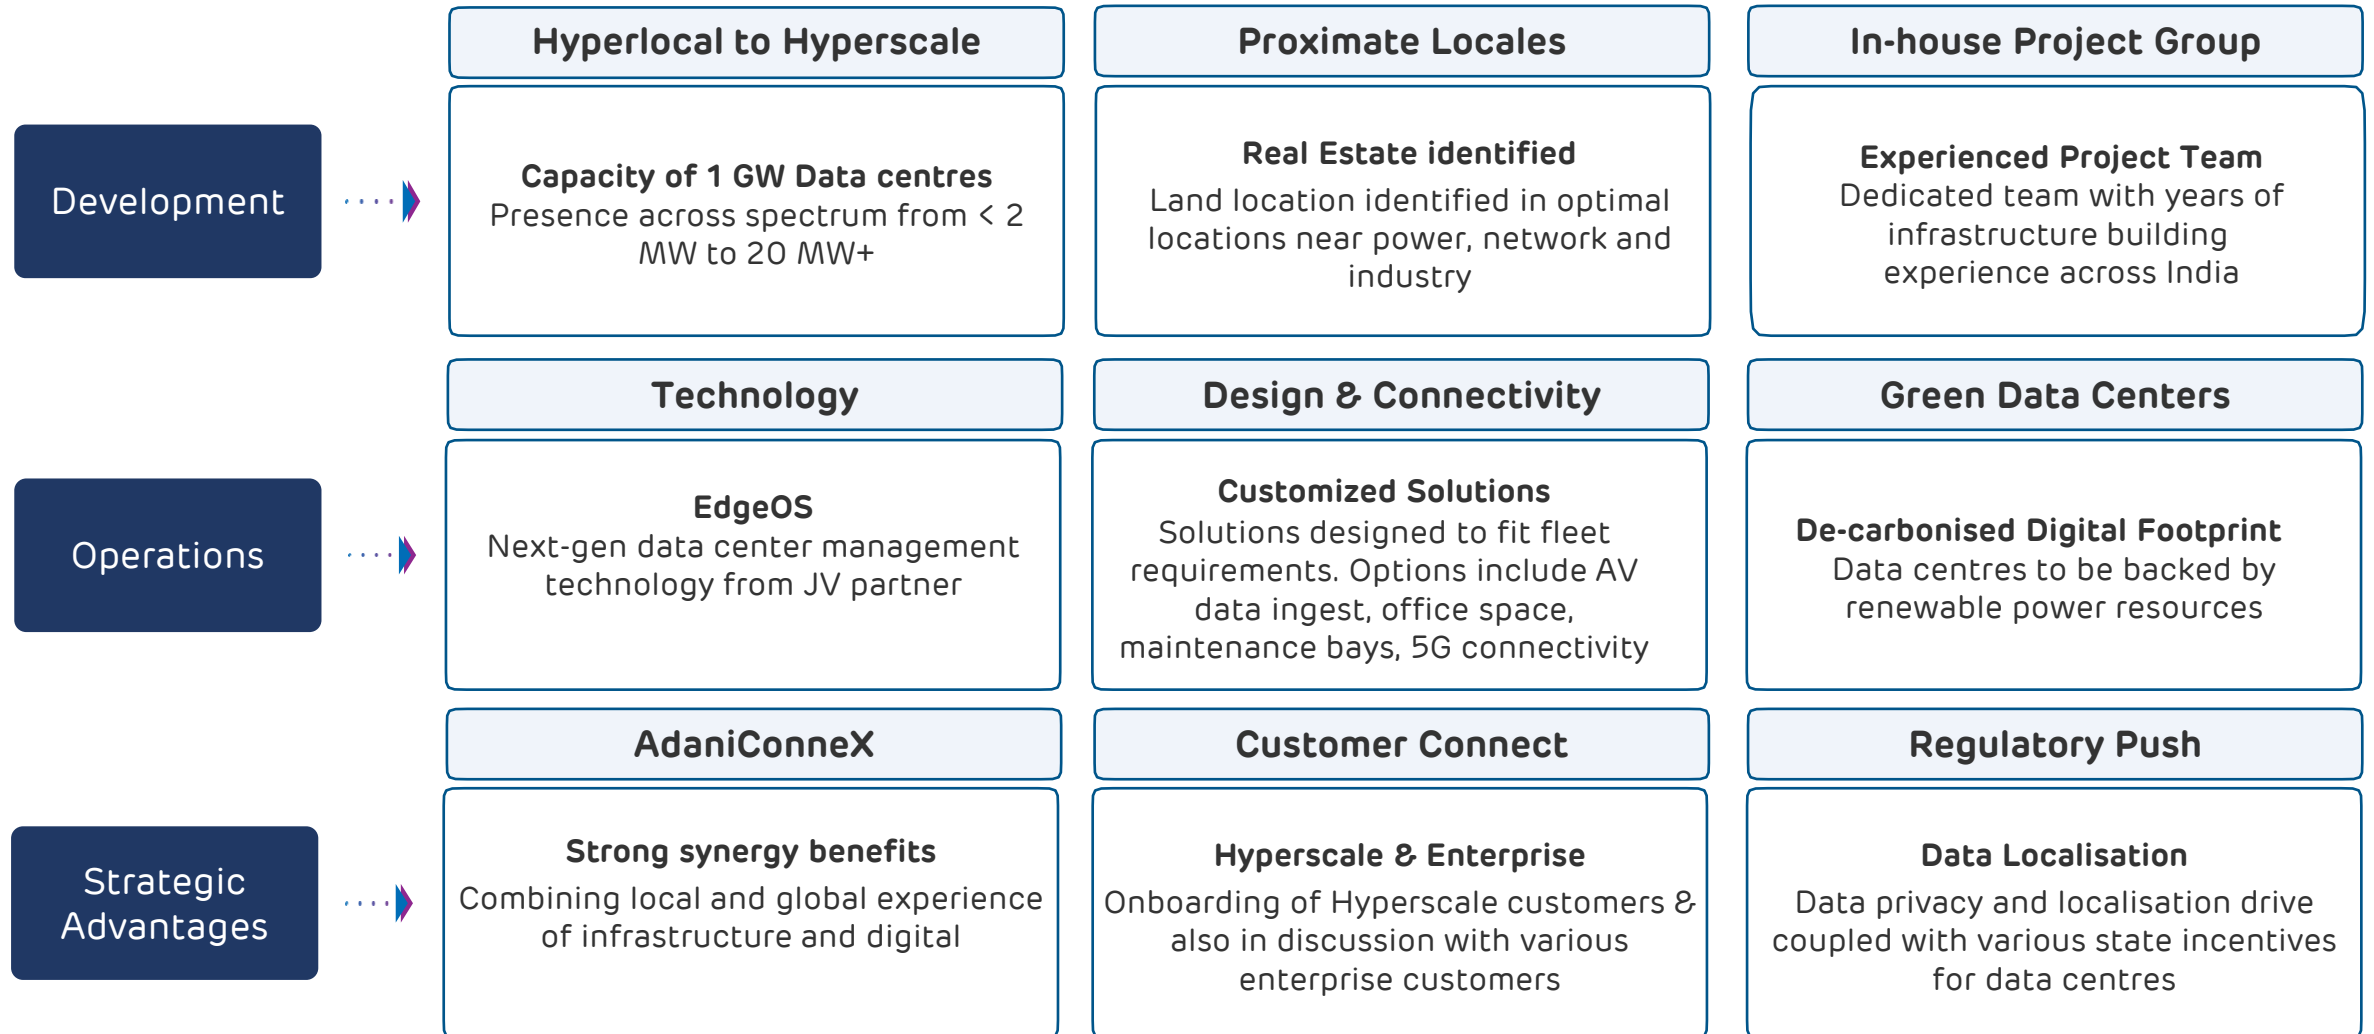 Hyperlocal to Hyperscale
Proximate Locales
In-house Project Group
Development
Capacity of 1 GW Data centres
Presence across spectrum from < 2
MW to 20 MW+
Real Estate identified
Land location identified in optimal
locations near power, network and
industry
Experienced Project Team
Dedicated team with years of
infrastructure building
experience across India
Technology
Design & Connectivity
Green Data Centers
Operations
EdgeOS
Next-gen data center management
technology from JV partner
Customized Solutions
Solutions designed to fit fleet
requirements. Options include AV
data ingest, office space,
maintenance bays, 5G connectivity
De-carbonised Digital Footprint
Data centres to be backed by
renewable power resources
AdaniConneX
Customer Connect
Regulatory Push
Strategic
Advantages
Strong synergy benefits
Combining local and global experience
of infrastructure and digital
Hyperscale & Enterprise
Onboarding of Hyperscale customers &
also in discussion with various
enterprise customers
Data Localisation
Data privacy and localisation drive
coupled with various state incentives
for data centres